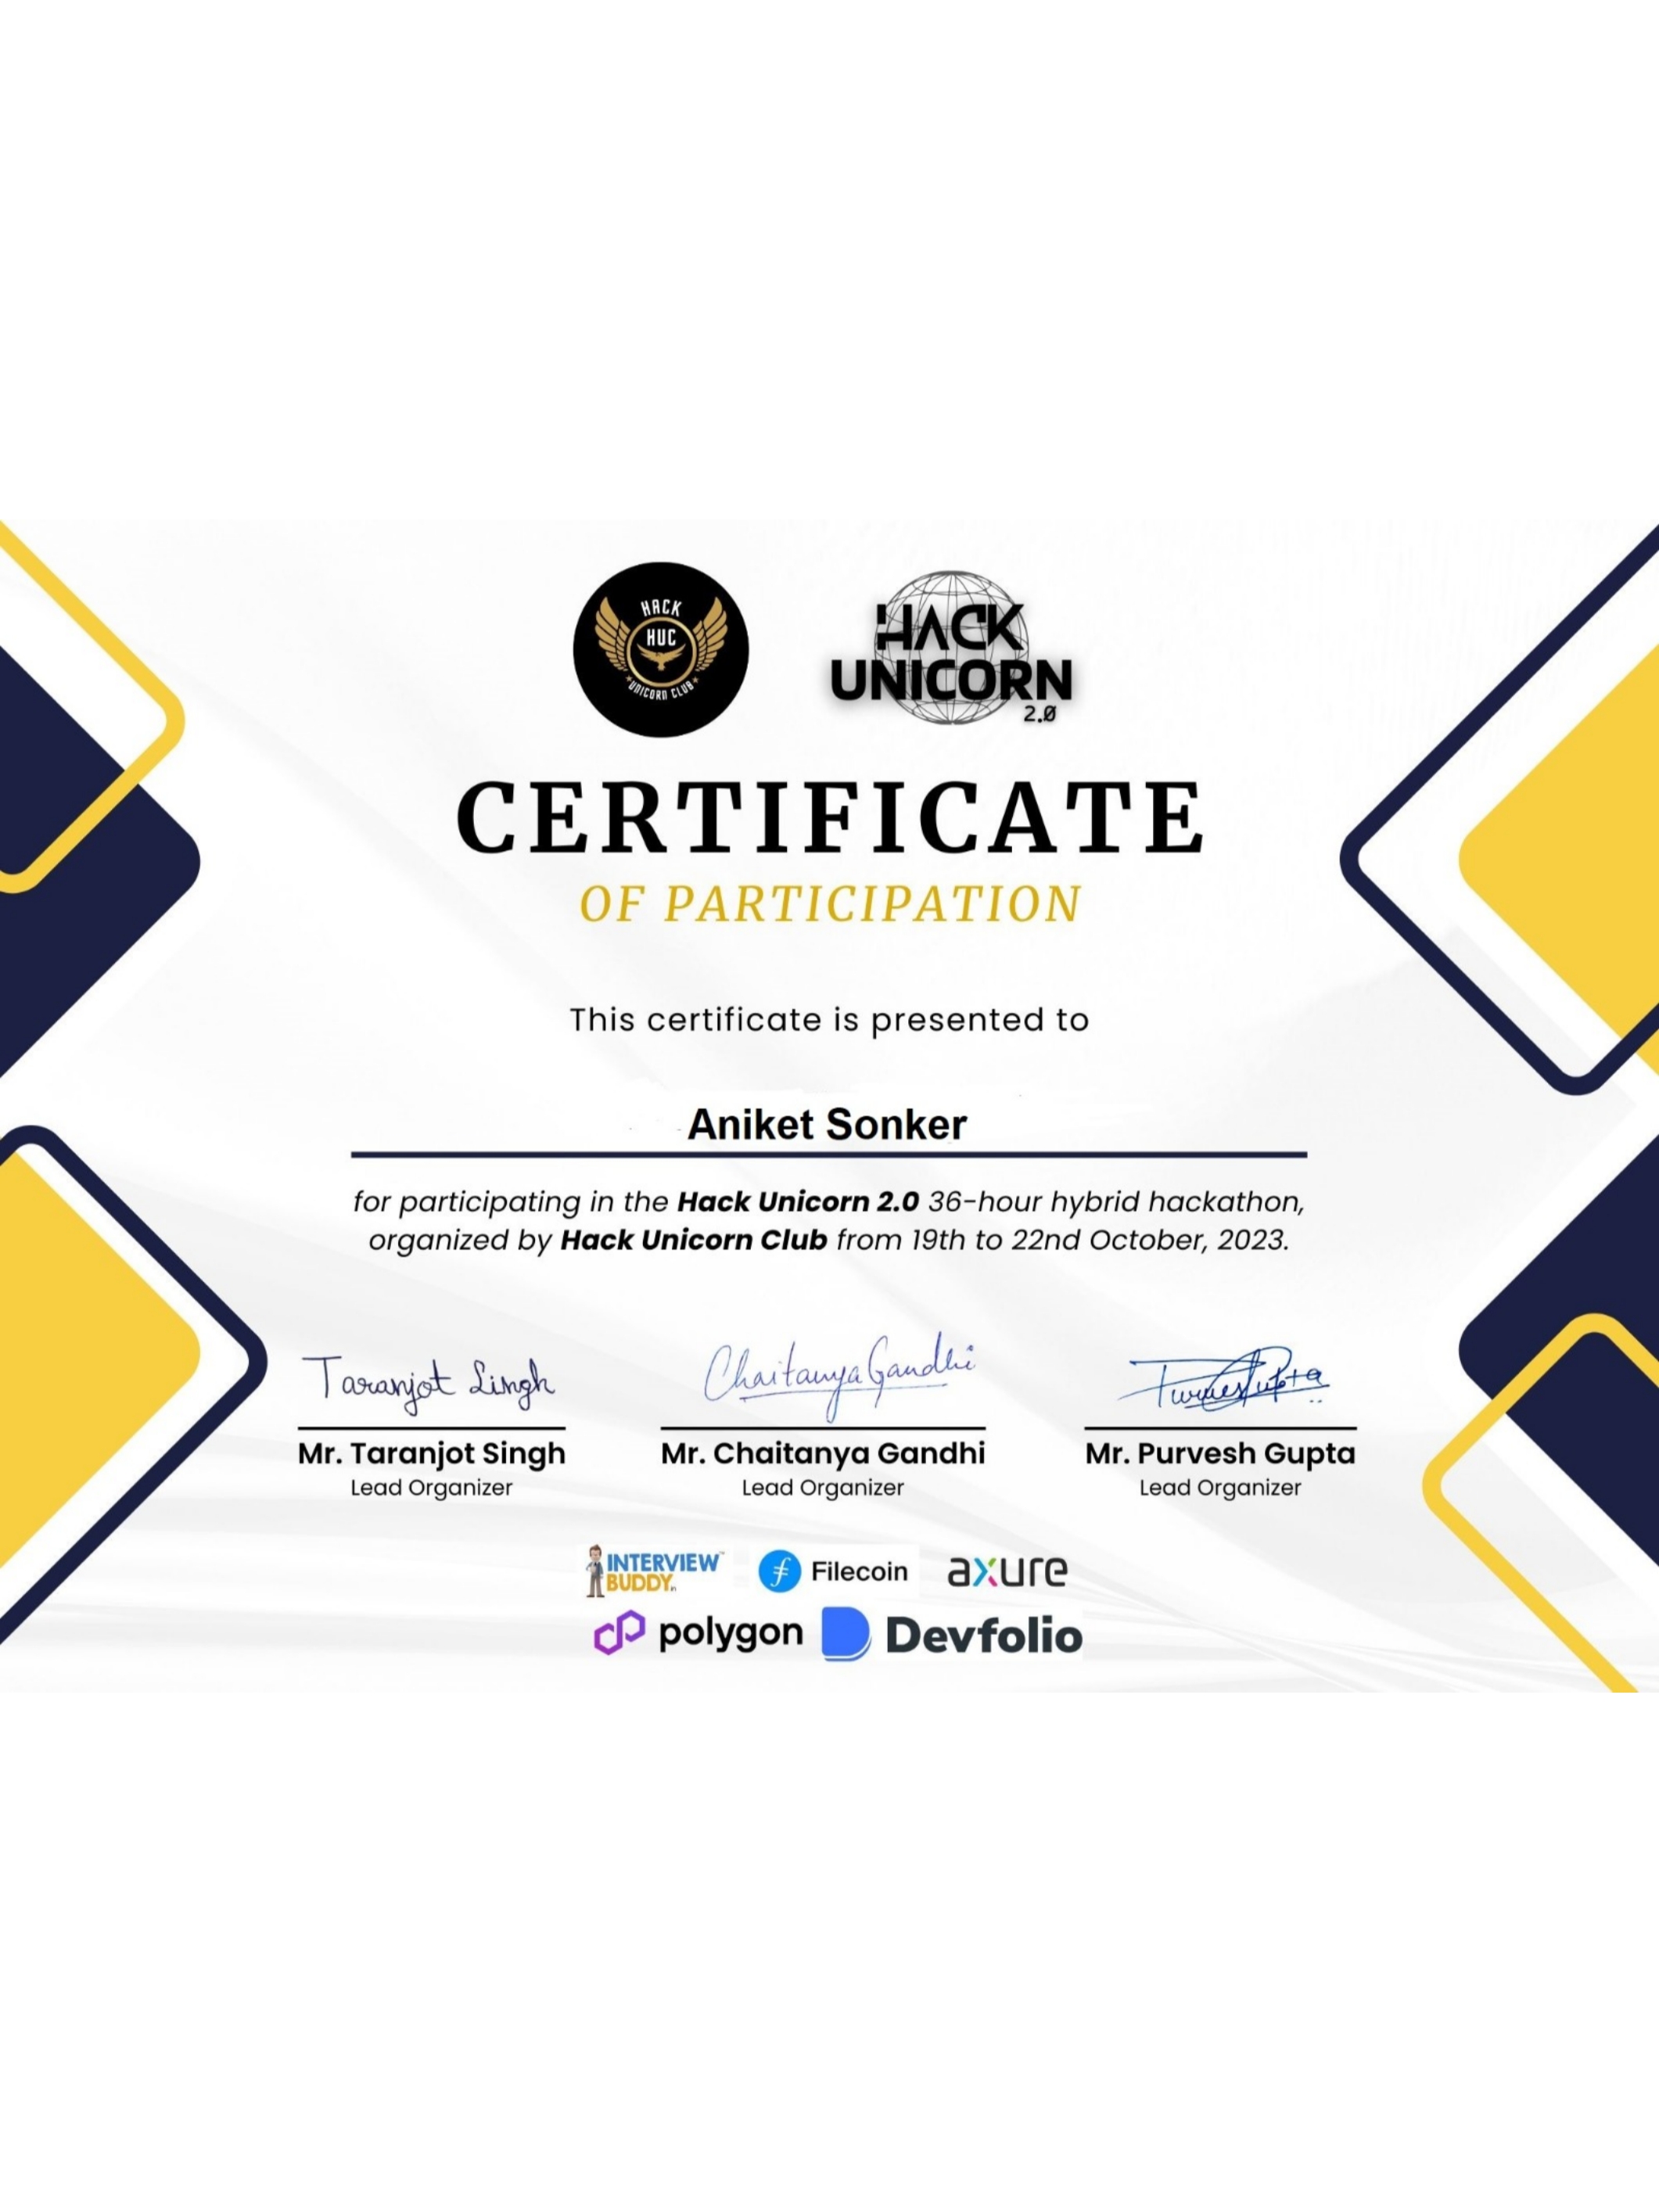 HACK
HUC
UNICORN CLUB
HACK
UNICORN
2.0
CERTIFICATE
OF PARTICIPATION
This certificate is presented to
Aniket Sonker
for participating in the Hack Unicorn 2.0 36-hour hybrid hackathon,
organized by Hack Unicorn Club from 19th to 22nd October, 2023.
Taranjot Singh Chaitanya Gandhi Purvesh Gupta
Mr. Taranjot Singh Mr. Chaitanya Gandhi Mr. Purvesh Gupta
Lead Organizer Lead Organizer Lead Organizer
INTERVIEW™ Filecoin axure
BUDDY.in
polygon Devfolio